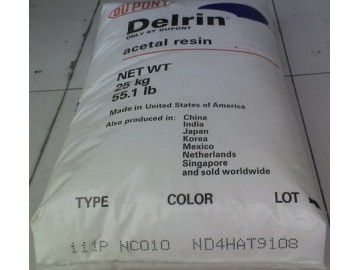 DUPONT
Delrin®
ONLY BY DUPONT
acetal resin
NET WT
25 kg
55.1 lb
Made in United States of America
Also produced in: China
India
Japan
Korea
Mexico
Netherlands
Singapore
and sold worldwide
TYPE COLOR LOT
111P NC010 ND4HAT9108